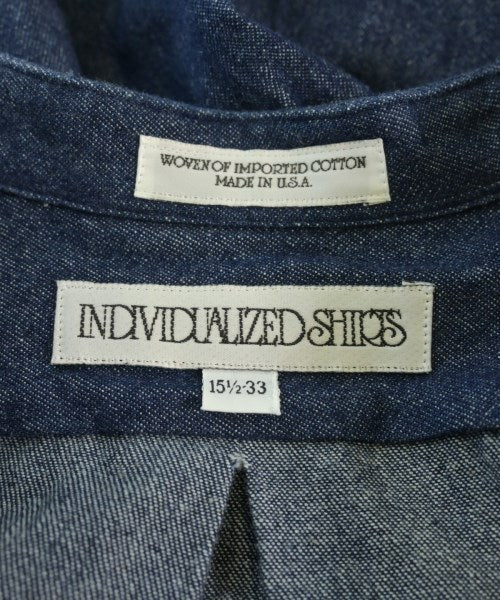 WOVEN OF IMPORTED COTTON
MADE IN U.S.A.
INDIVIDUALIZED SHIRTS
15½-33